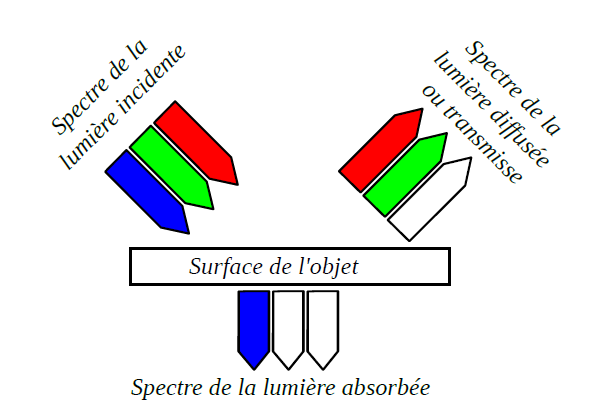 Spectre de la
lumière incidente
Spectre de la
lumière diffusée
ou transmisse
Surface de l'objet
Spectre de la lumière absorbée